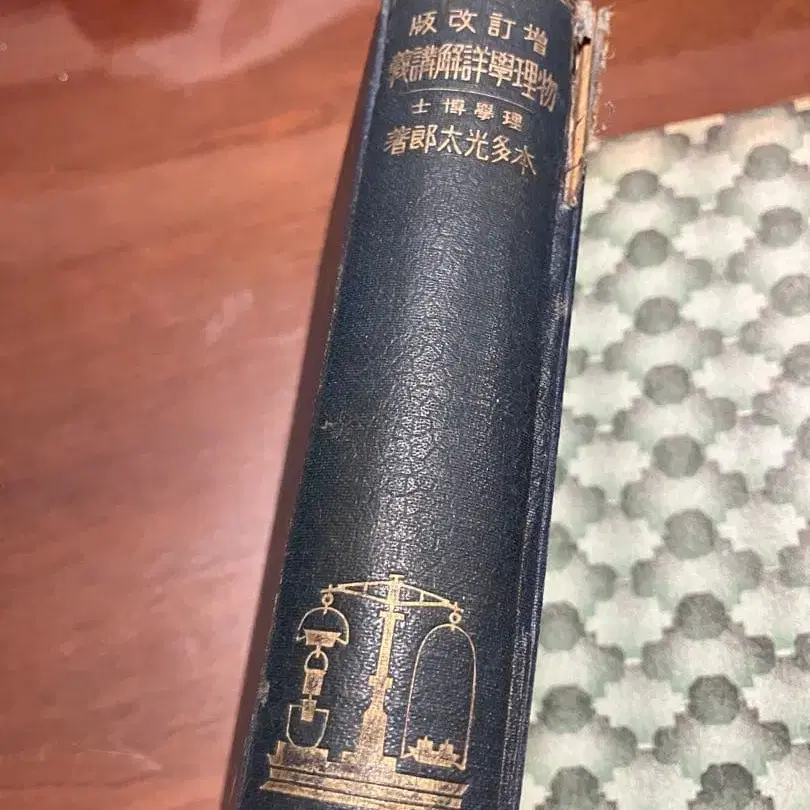 增訂改版
物理學詳解講義
理學博士
本多光太郎著